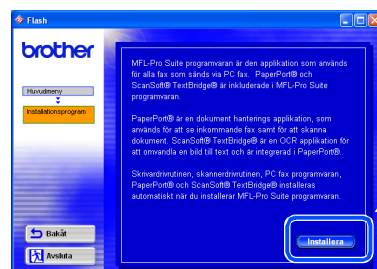 Flash
brother
Huvudmeny
Installationsprogram
MFL-Pro Suite programvaran är den applikation som används
för alla fax som sänds via PC fax. PaperPort® och
ScanSoft® TextBridge® är inkluderade i MFL-Pro Suite
programvaran.
PaperPort® är en dokument hanterings applikation, som
används för att se inkommande fax samt för att skanna
dokument. ScanSoft® TextBridge® är en OCR applikation för
att omvandla en bild till text och är integrerad i PaperPort®.
Skrivardrivrutinen, skannerdrivrutinen, PC fax programvaran,
PaperPort® och ScanSoft® TextBridge® installeras
automatiskt när du installerar MFL-Pro Suite programvaran.
Bakåt
Avsluta
Installera